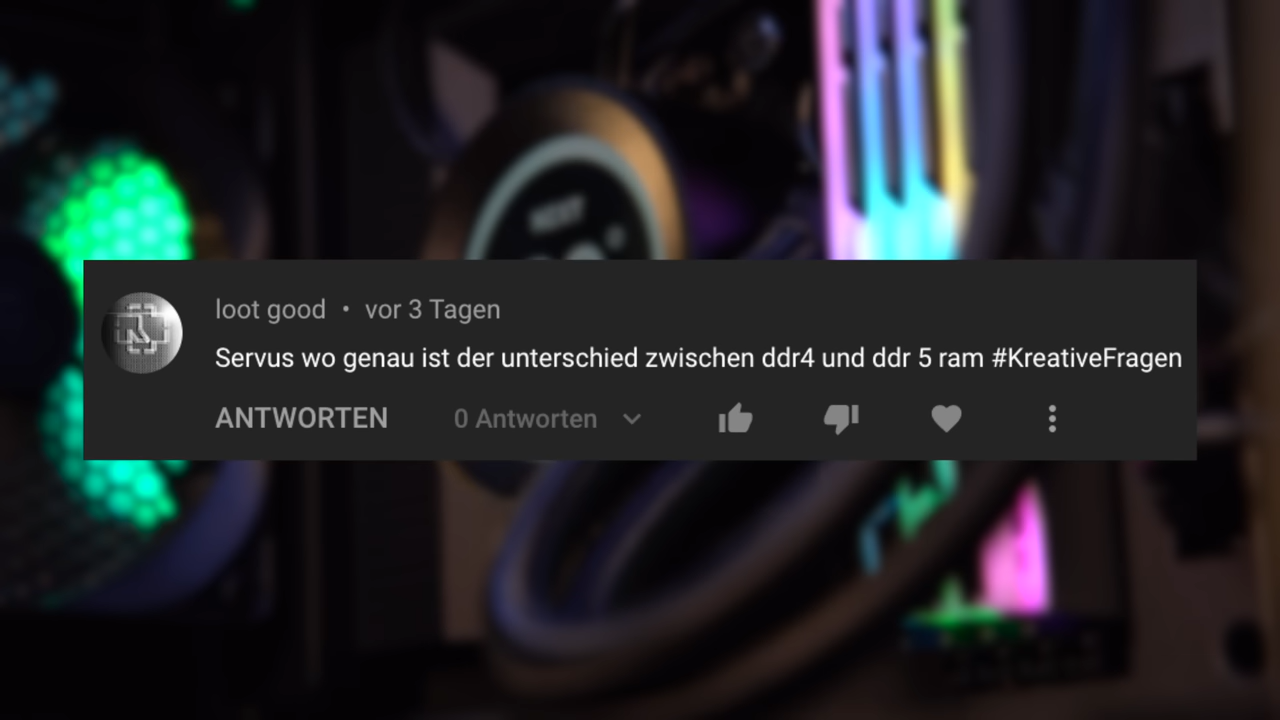 loot good • vor 3 Tagen
Servus wo genau ist der unterschied zwischen ddr4 und ddr 5 ram #KreativeFragen
ANTWORTEN 0 Antworten